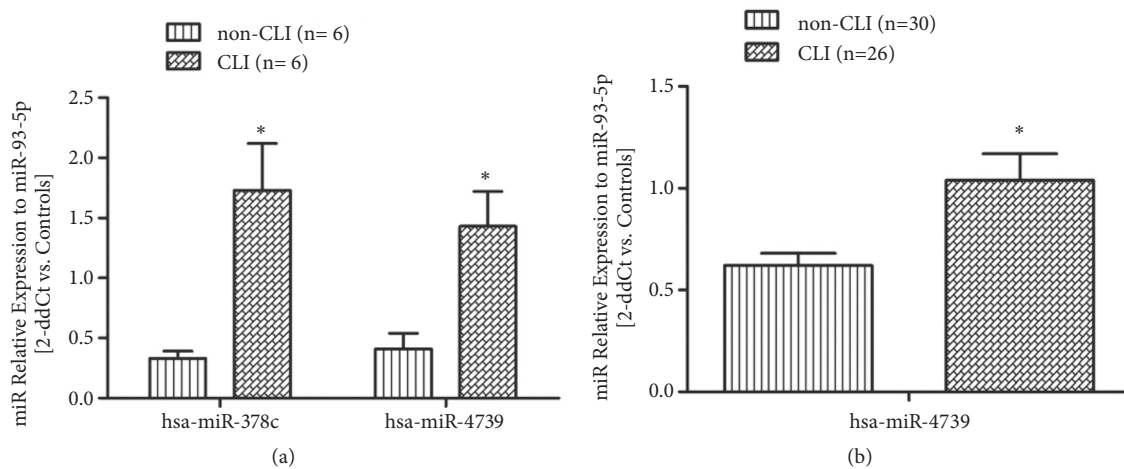 non-CLI (n= 6)
CLI (n= 6)
miR Relative Expression to miR-93-5p
[2-ddCt vs. Controls]
2.5
2.0
1.5
1.0
0.5
0.0
*
*
hsa-miR-378c
hsa-miR-4739
(a)
non-CLI (n=30)
CLI (n=26)
miR Relative Expression to miR-93-5p
[2-ddCt vs. Controls]
1.5
1.0
0.5
0.0
*
hsa-miR-4739
(b)